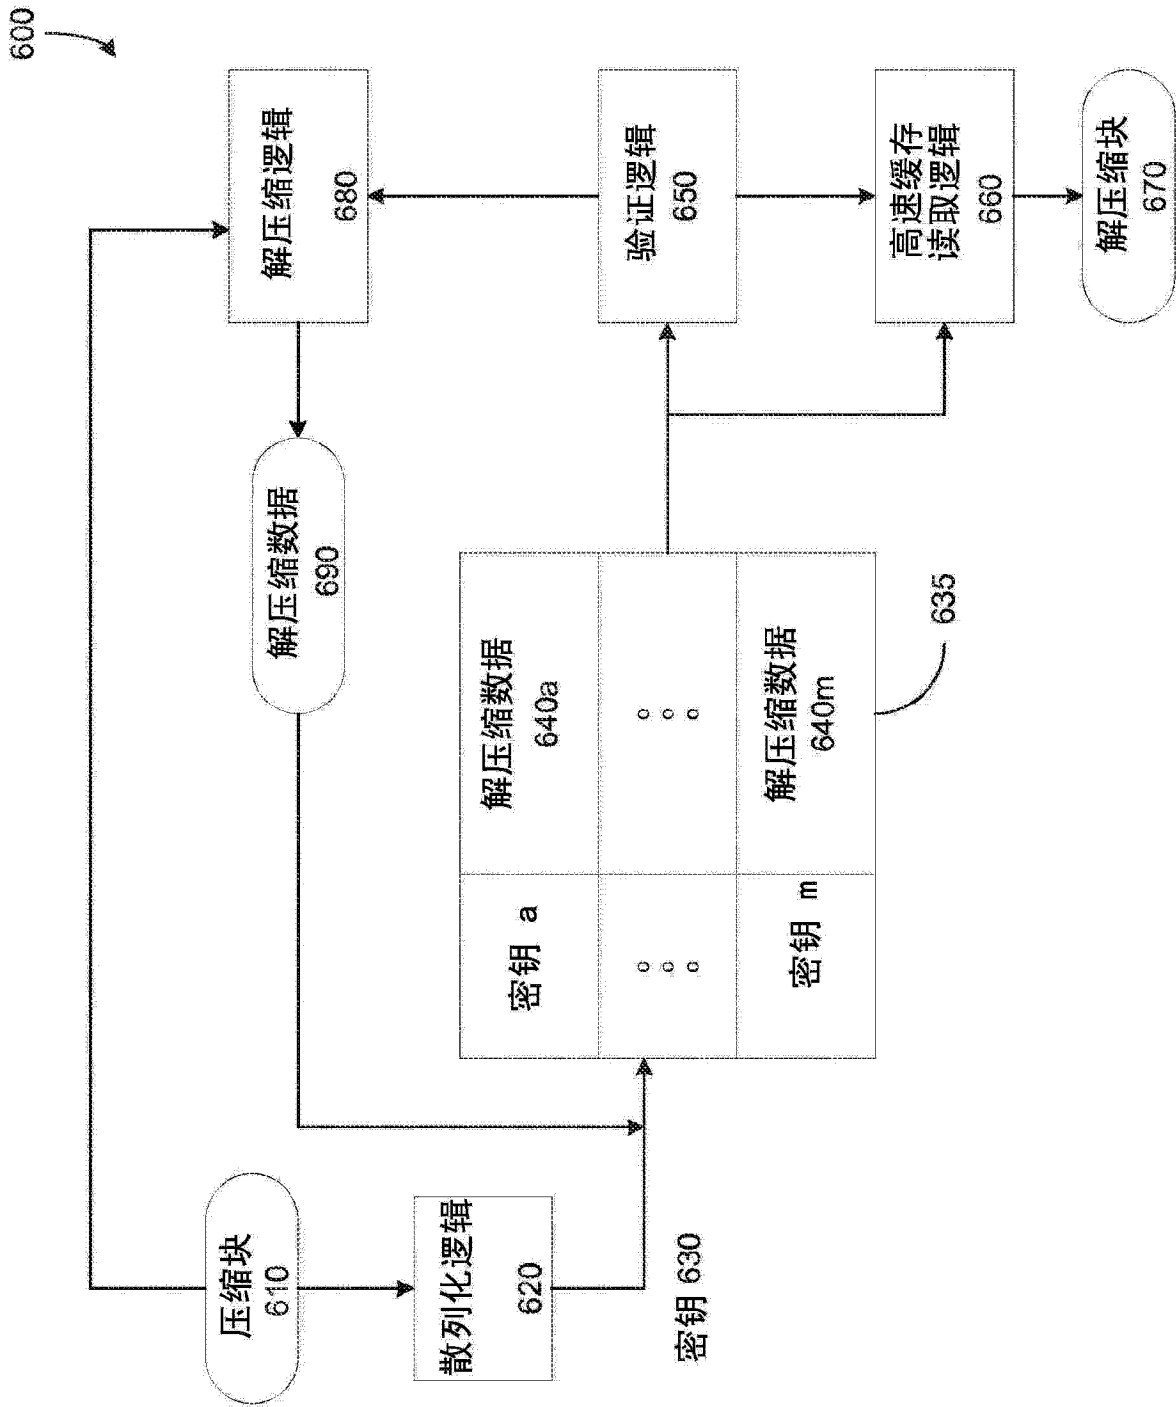 600
压缩块
610
散列化逻辑
620
密钥 630
解压缩数据
690
密钥 a
解压缩数据
640a
密钥 m
解压缩数据
640m
635
解压缩逻辑
680
验证逻辑
650
高速缓存
读取逻辑
660
解压缩块
670